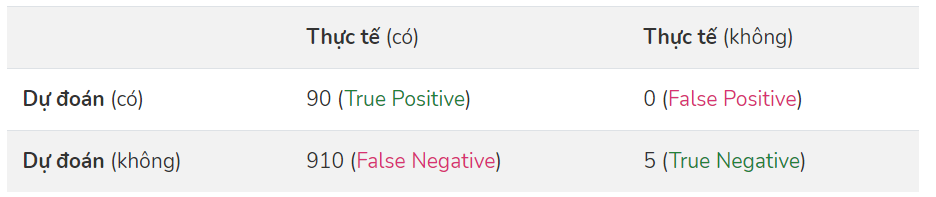 Thực tế (có) Thực tế (không)
Dự đoán (có) 90 (True Positive) 0 (False Positive)
Dự đoán (không) 910 (False Negative) 5 (True Negative)